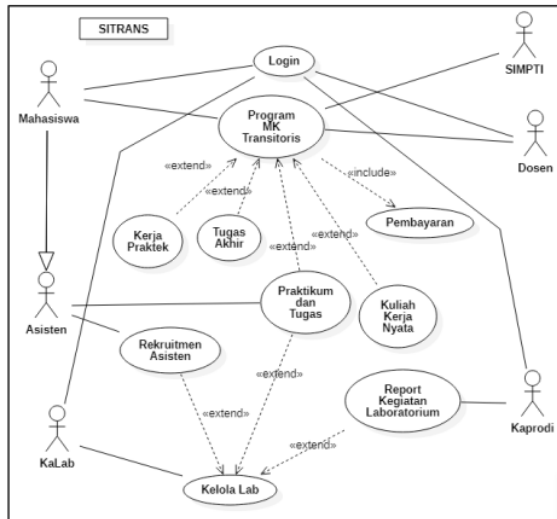 SITRANS
Login
SIMPTI
Mahasiswa
Program
MK
Transitoris
Dosen
«extend»
«include»
«extend»
Kerja
Praktek
Tugas
Akhir
Pembayaran
«extend»
«extend»
Praktikum
dan
Tugas
Kuliah
Kerja
Nyata
Asisten
Rekruitmen
Asisten
«extend»
Report
Kegiatan
Laboratorium
«extend»
Kaprodi
KaLab
«extend»
Kelola Lab